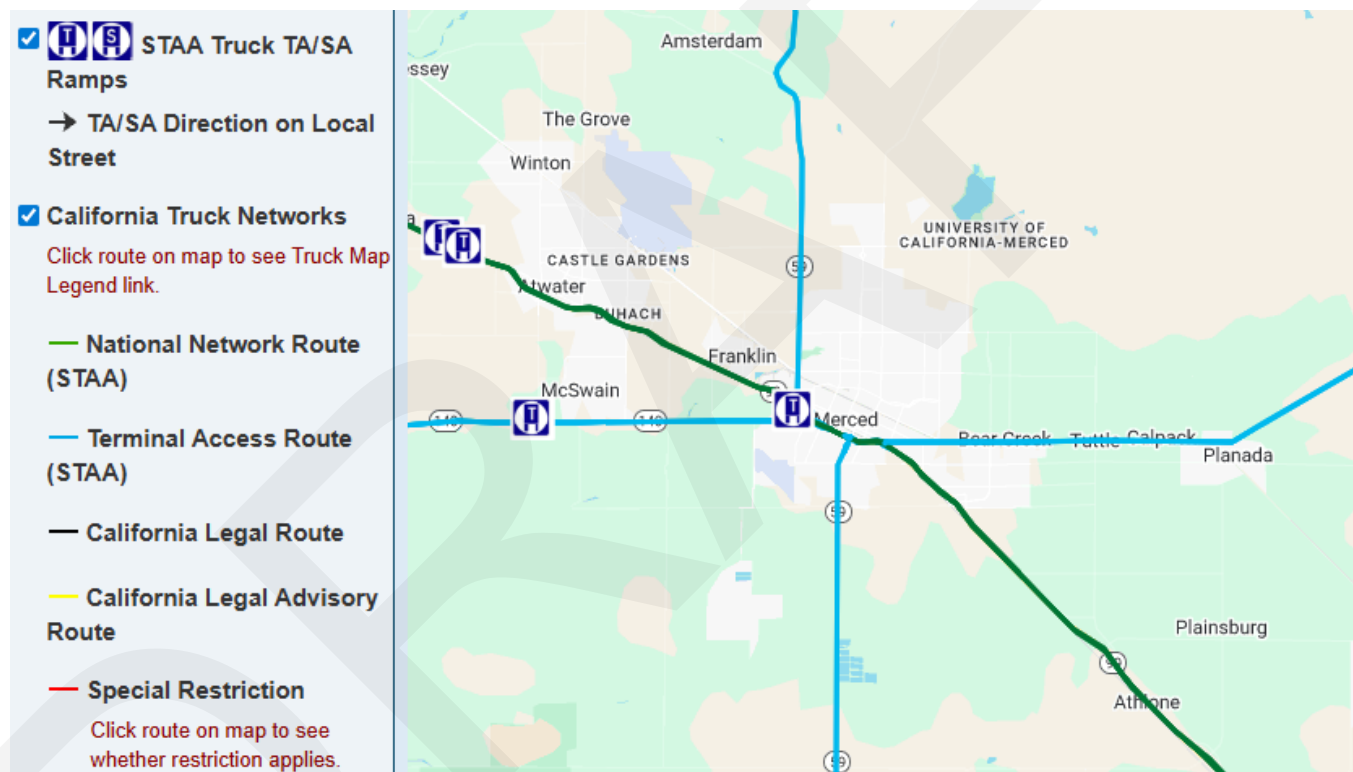 T S STAA Truck TA/SA
Ramps
→ TA/SA Direction on Local
Street
California Truck Networks
Click route on map to see Truck Map
Legend link.
National Network Route
(STAA)
Terminal Access Route
(STAA)
California Legal Route
California Legal Advisory
Route
Special Restriction
Click route on map to see
whether restriction applies.
Amsterdam
ssey
The Grove
Winton
UNIVERSITY OF
CALIFORNIA-MERCED
a
T
CASTLE GARDENS
59
Atwater
BUHACH
Franklin
McSwain
140
T
140
T
Merced
Bear Creek
Tuttle
Calpack
Planada
59
Plainsburg
99
Athlone
59